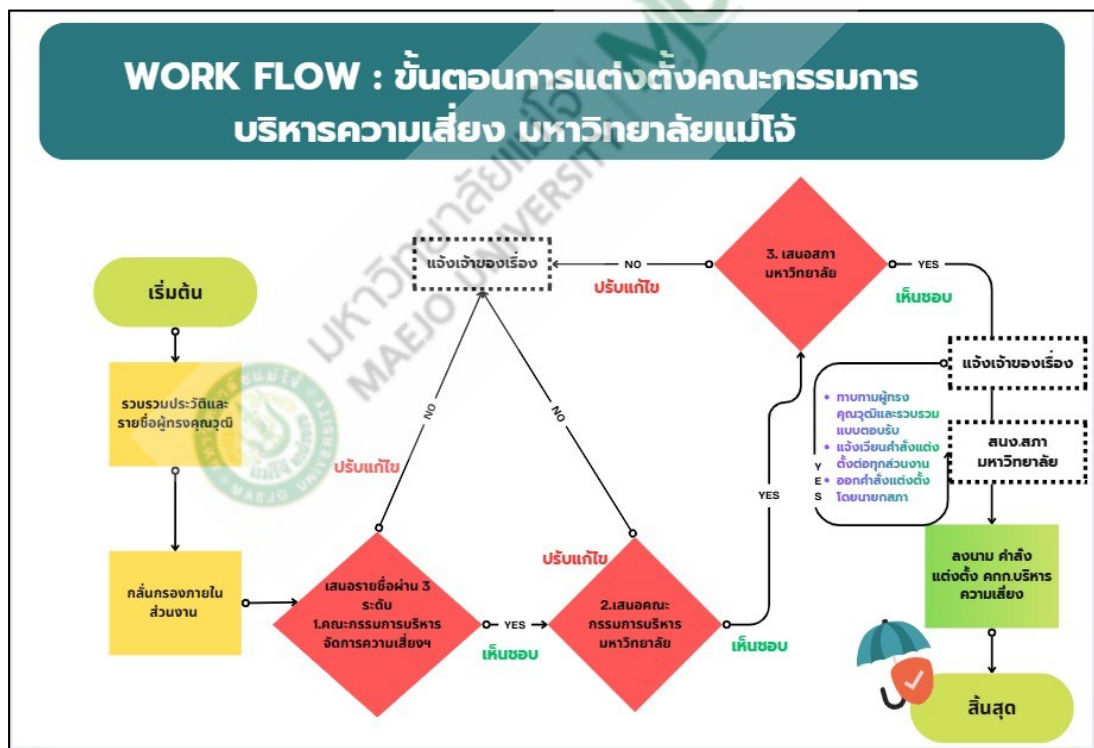 WORK FLOW : ขั้นตอนการแต่งตั้งคณะกรรมการ
บริหารความเสี่ยง มหาวิทยาลัยแม่โจ้
มหาวิทยาลัยแม่โจ้
MAEJO UNIVERSITY
เริ่มต้น
รวบรวมประวัติและ
รายชื่อผู้ทรงคุณวุฒิ
กลั่นกรองภายใน
ส่วนงาน
เสนอรายชื่อผ่าน 3
ระดับ
1.คณะกรรมการบริหาร
จัดการความเสี่ยงฯ
NO
ปรับแก้ไข
YES
เห็นชอบ
2.เสนอคณะ
กรรมการบริหาร
มหาวิทยาลัย
NO
ปรับแก้ไข
YES
เห็นชอบ
3. เสนอสภา
มหาวิทยาลัย
NO
ปรับแก้ไข
แจ้งเจ้าของเรื่อง
YES
เห็นชอบ
แจ้งเจ้าของเรื่อง
• ทาบทามผู้ทรง
คุณวุฒิและรวบรวม
แบบตอบรับ
• แจ้งเวียนคำสั่งแต่ง
ตั้งต่อทุกส่วนงาน
• ออกคำสั่งแต่งตั้ง
โดยนายกสภา
YES
สนง.สภา
มหาวิทยาลัย
ลงนาม คำสั่ง
แต่งตั้ง คกก.บริหาร
ความเสี่ยง
สิ้นสุด